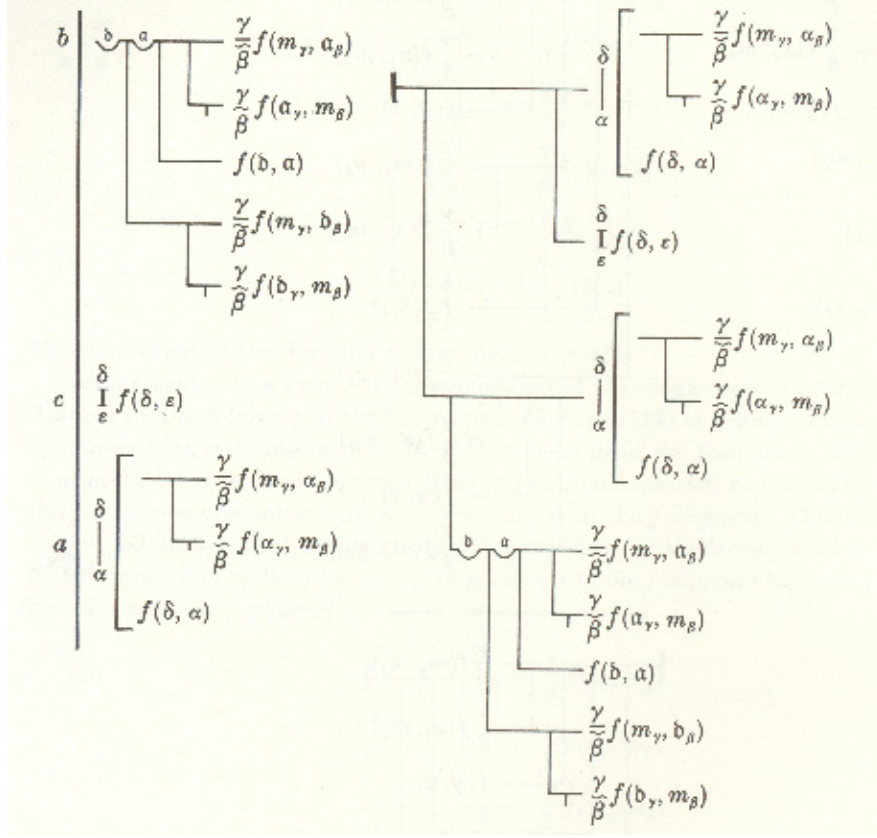 b 𝔡 𝔞 γ/β̃ f(m_γ, 𝔞_β)
γ/β̃ f(𝔞_γ, m_β)
f(𝔡, 𝔞)
γ/β̃ f(m_γ, 𝔡_β)
γ/β̃ f(𝔡_γ, m_β)
c δ I ε f(δ, ε)
a δ | α γ/β̃ f(m_γ, α_β)
γ/β̃ f(α_γ, m_β)
f(δ, α)
δ | α γ/β̃ f(m_γ, α_β)
γ/β̃ f(α_γ, m_β)
f(δ, α)
δ I ε f(δ, ε)
δ | α γ/β̃ f(m_γ, α_β)
γ/β̃ f(α_γ, m_β)
f(δ, α)
𝔡 𝔞 γ/β̃ f(m_γ, 𝔞_β)
γ/β̃ f(𝔞_γ, m_β)
f(𝔡, 𝔞)
γ/β̃ f(m_γ, 𝔡_β)
γ/β̃ f(𝔡_γ, m_β)